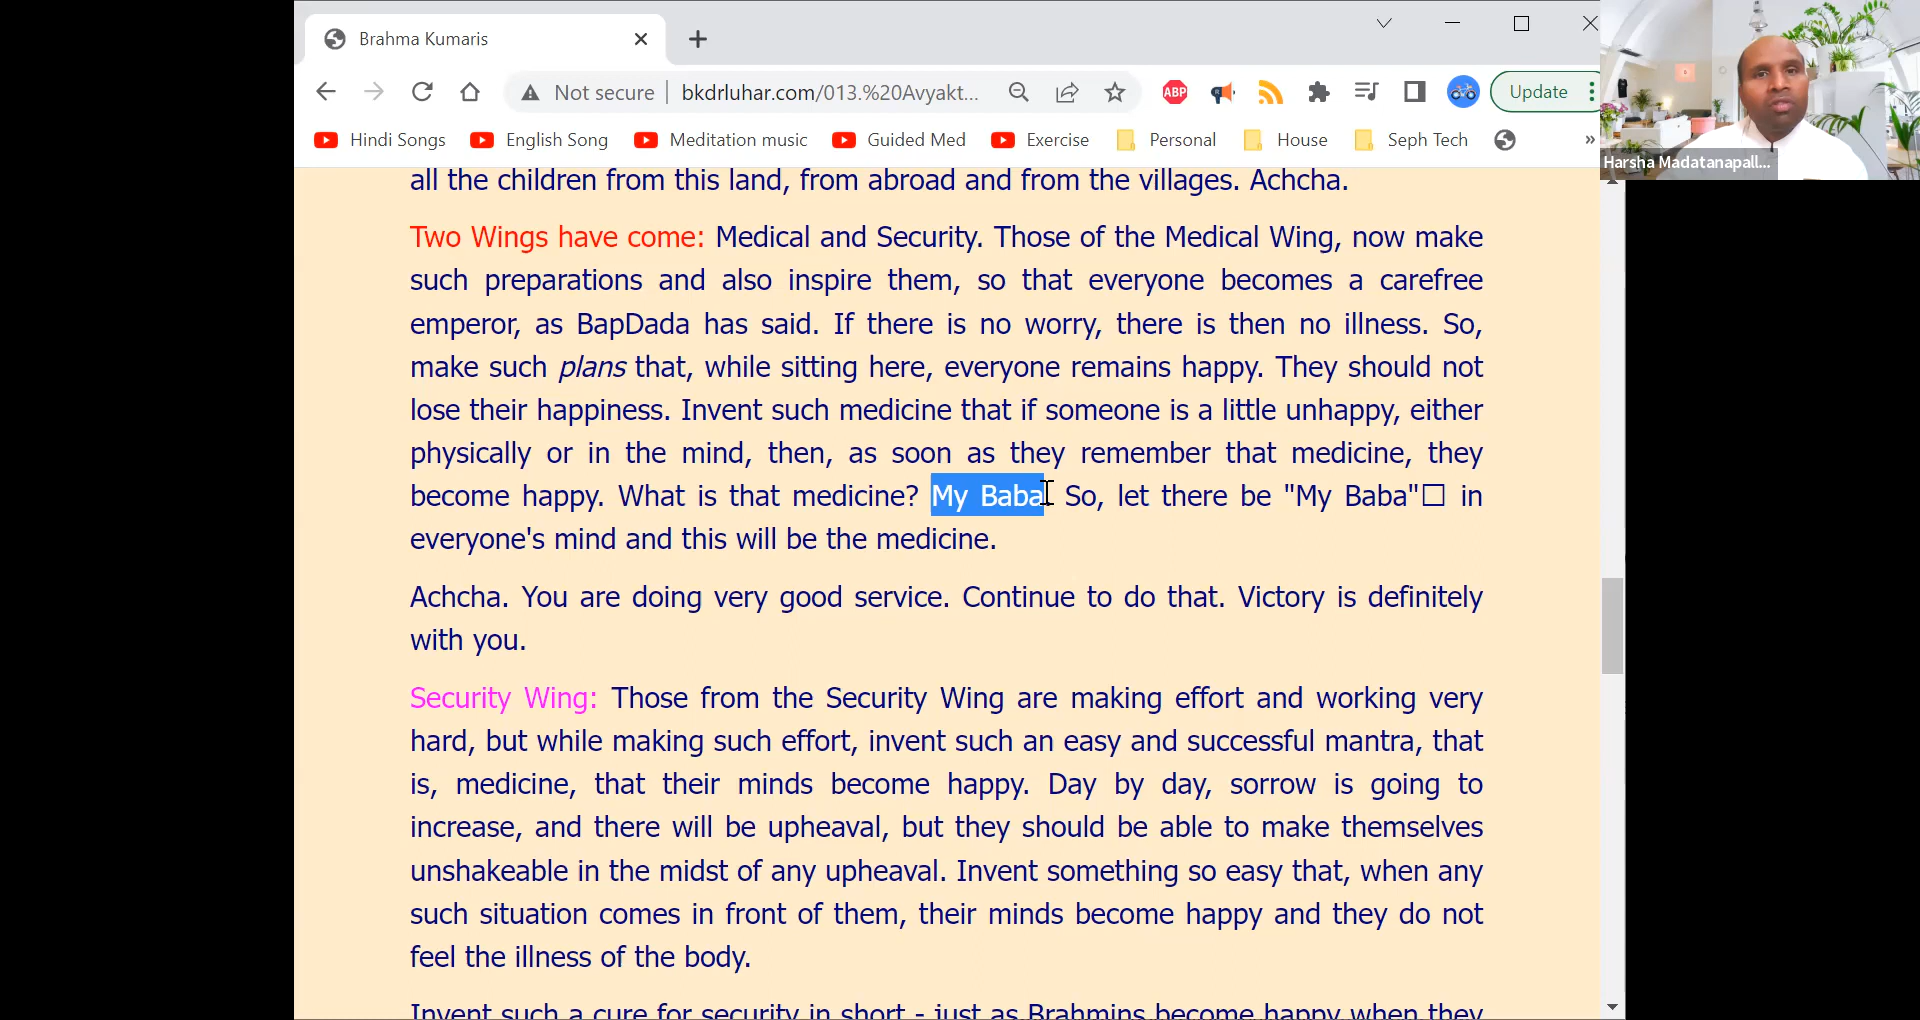 Brahma Kumaris
Not secure
bkdrluhar.com/013.%20Avyakt...
ABP
Update
Hindi Songs
English Song
Meditation music
Guided Med
Exercise
Personal
House
Seph Tech
»
Harsha Madatanapall...
all the children from this land, from abroad and from the villages. Achcha.
Two Wings have come: Medical and Security. Those of the Medical Wing, now make
such preparations and also inspire them, so that everyone becomes a carefree
emperor, as BapDada has said. If there is no worry, there is then no illness. So,
make such plans that, while sitting here, everyone remains happy. They should not
lose their happiness. Invent such medicine that if someone is a little unhappy, either
physically or in the mind, then, as soon as they remember that medicine, they
become happy. What is that medicine? My Baba. So, let there be "My Baba"□ in
everyone's mind and this will be the medicine.
Achcha. You are doing very good service. Continue to do that. Victory is definitely
with you.
Security Wing: Those from the Security Wing are making effort and working very
hard, but while making such effort, invent such an easy and successful mantra, that
is, medicine, that their minds become happy. Day by day, sorrow is going to
increase, and there will be upheaval, but they should be able to make themselves
unshakeable in the midst of any upheaval. Invent something so easy that, when any
such situation comes in front of them, their minds become happy and they do not
feel the illness of the body.
Invent such a cure for security in short - just as Brahmins become happy when they